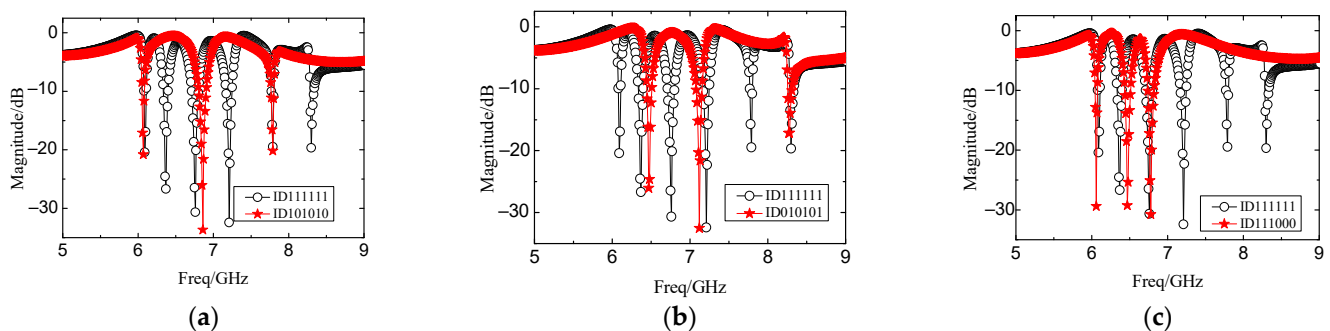 0
−10
−20
−30
Magnitude/dB
ID111111
ID101010
5 6 7 8 9
Freq/GHz
(a)
0
−10
−20
−30
Magnitude/dB
ID111111
ID010101
5 6 7 8 9
Freq/GHz
(b)
0
−10
−20
−30
Magnitude/dB
ID111111
ID111000
5 6 7 8 9
Freq/GHz
(c)